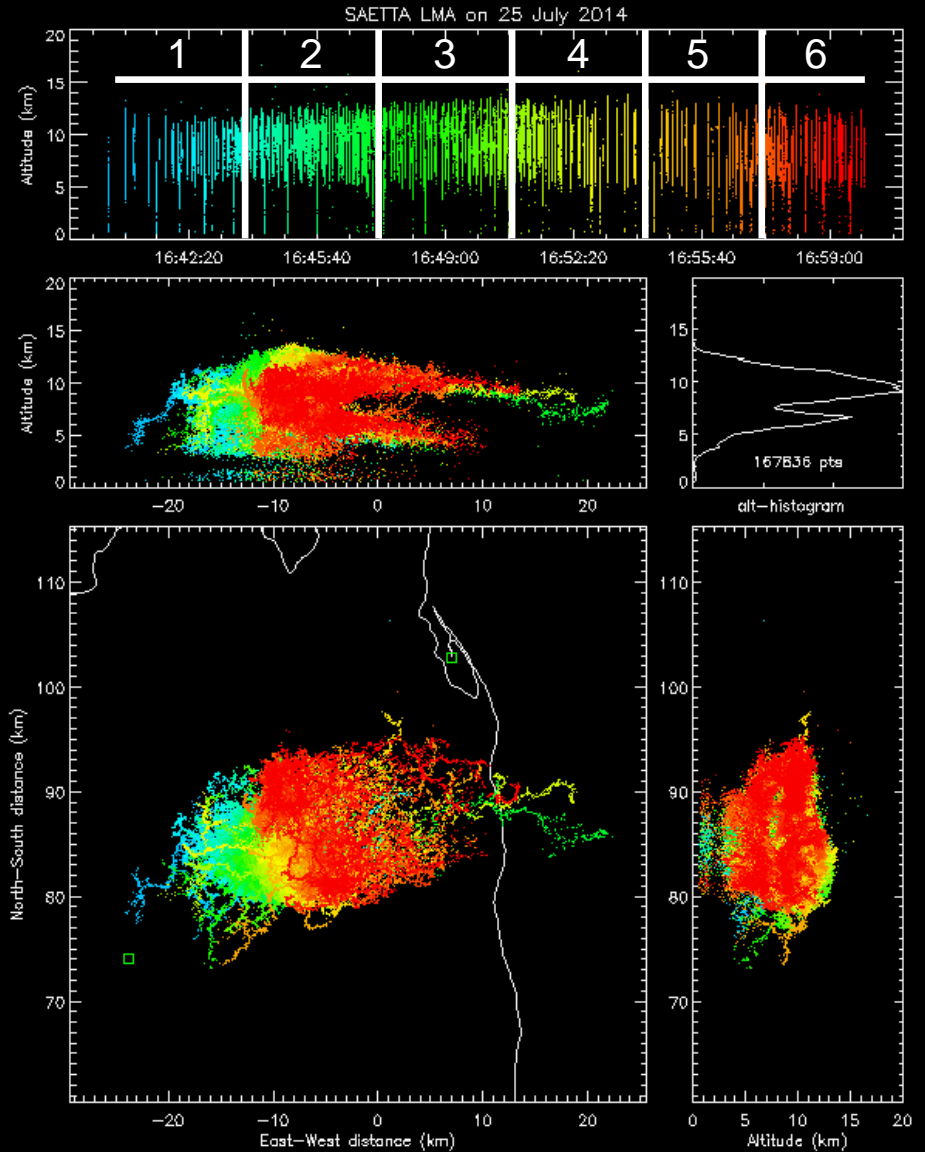 SAETTA LMA on 25 July 2014
20
15
10
5
0
Altitude (km)
1 2 3 4 5 6
16:42:20 16:45:40 16:49:00 16:52:20 16:55:40 16:59:00
20
15
10
5
0
Altitude (km)
-20 -10 0 10 20
15
10
5
0
167836 pts
alt-histogram
110
100
90
80
70
North-South distance (km)
-20 -10 0 10 20
East-West distance (km)
110
100
90
80
70
0 5 10 15 20
Altitude (km)